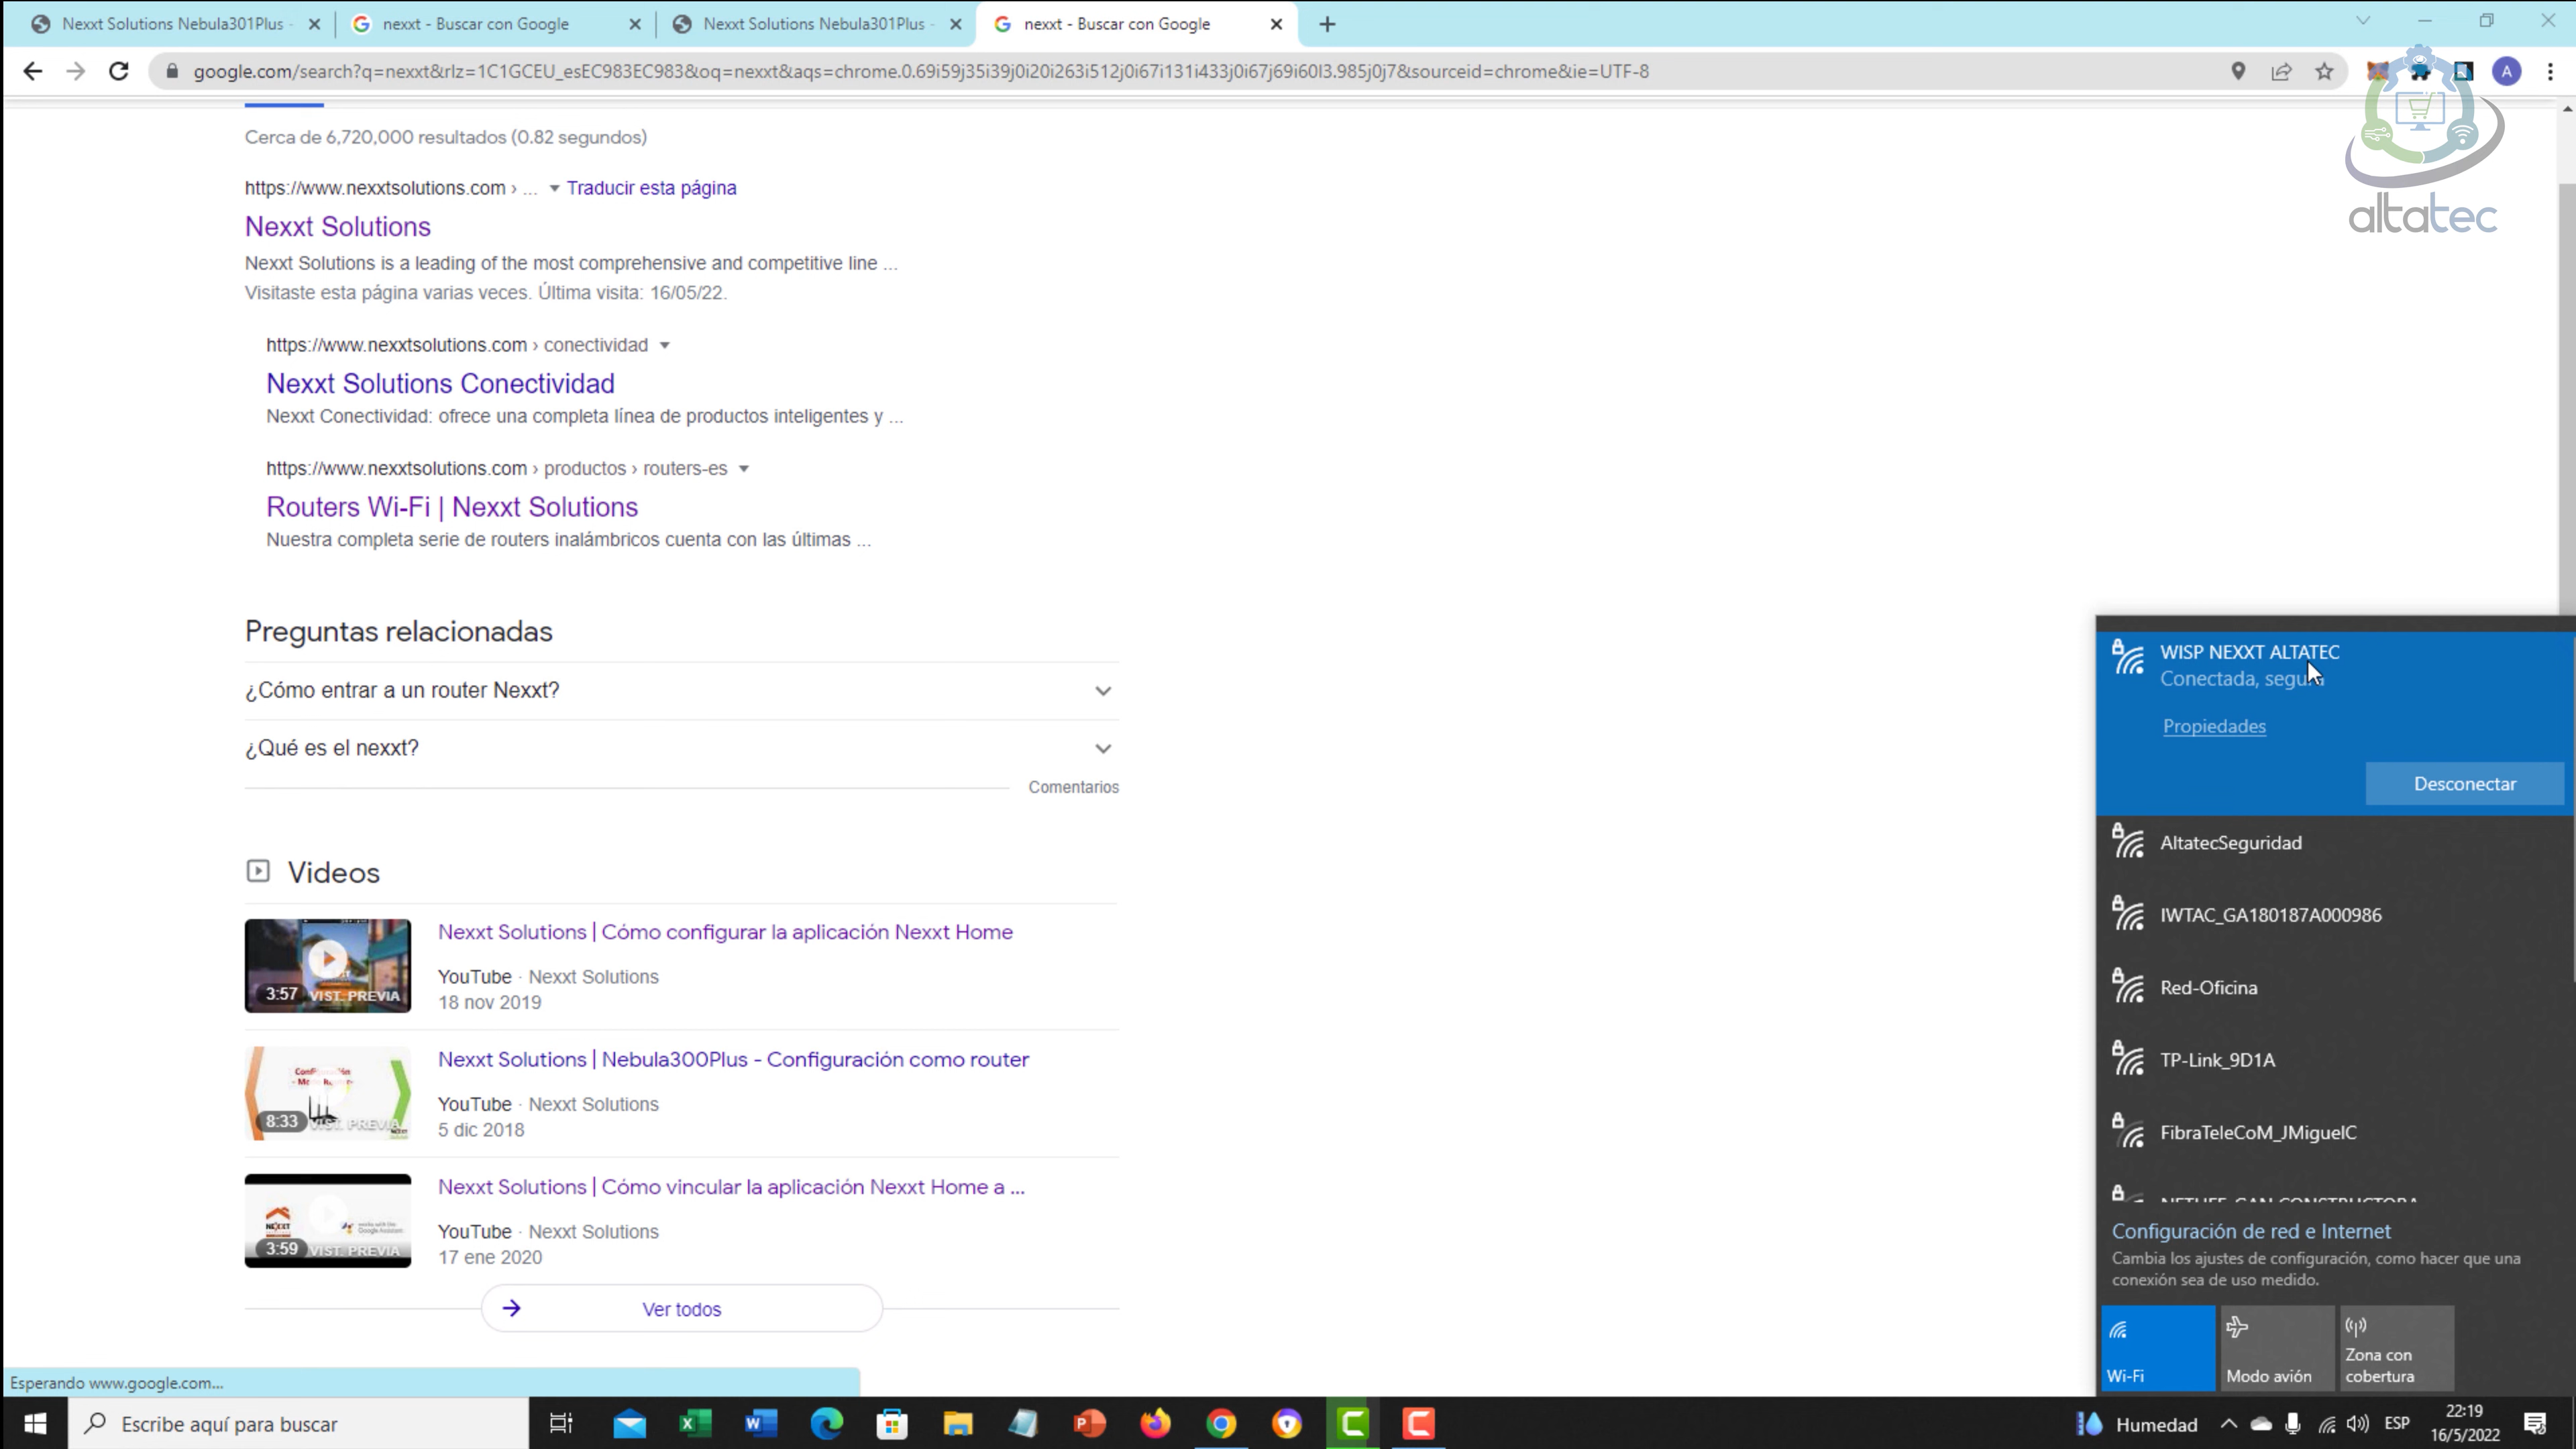 Nexxt Solutions Nebula301Plus -
nexxt - Buscar con Google
Nexxt Solutions Nebula301Plus -
nexxt - Buscar con Google
google.com/search?q=nexxt&rlz=1C1GCEU_esEC983EC983&oq=nexxt&aqs=chrome.0.69i59j35i39j0i20i263i512j0i67i131i433j0i67j69i60l3.985j0j7&sourceid=chrome&ie=UTF-8
A
altatec
Cerca de 6,720,000 resultados (0.82 segundos)
https://www.nexxtsolutions.com › ... Traducir esta página
Nexxt Solutions
Nexxt Solutions is a leading of the most comprehensive and competitive line ...
Visitaste esta página varias veces. Última visita: 16/05/22.
https://www.nexxtsolutions.com › conectividad
Nexxt Solutions Conectividad
Nexxt Conectividad: ofrece una completa línea de productos inteligentes y ...
https://www.nexxtsolutions.com › productos › routers-es
Routers Wi-Fi | Nexxt Solutions
Nuestra completa serie de routers inalámbricos cuenta con las últimas ...
Preguntas relacionadas
¿Cómo entrar a un router Nexxt?
¿Qué es el nexxt?
Comentarios
Videos
3:57 VIST. PREVIA
Nexxt Solutions | Cómo configurar la aplicación Nexxt Home
YouTube · Nexxt Solutions
18 nov 2019
8:33 VIST. PREVIA
Nexxt Solutions | Nebula300Plus - Configuración como router
YouTube · Nexxt Solutions
5 dic 2018
NEXXT
3:59 VIST. PREVIA
Nexxt Solutions | Cómo vincular la aplicación Nexxt Home a ...
YouTube · Nexxt Solutions
17 ene 2020
Ver todos
Esperando www.google.com...
WISP NEXXT ALTATEC
Conectada, segura
Propiedades
Desconectar
AltatecSeguridad
IWTAC_GA180187A000986
Red-Oficina
TP-Link_9D1A
FibraTeleCoM_JMiguelC
Configuración de red e Internet
Cambia los ajustes de configuración, como hacer que una
conexión sea de uso medido.
Wi-Fi
Modo avión
Zona con
cobertura
Escribe aquí para buscar
Humedad
ESP
22:19
16/5/2022